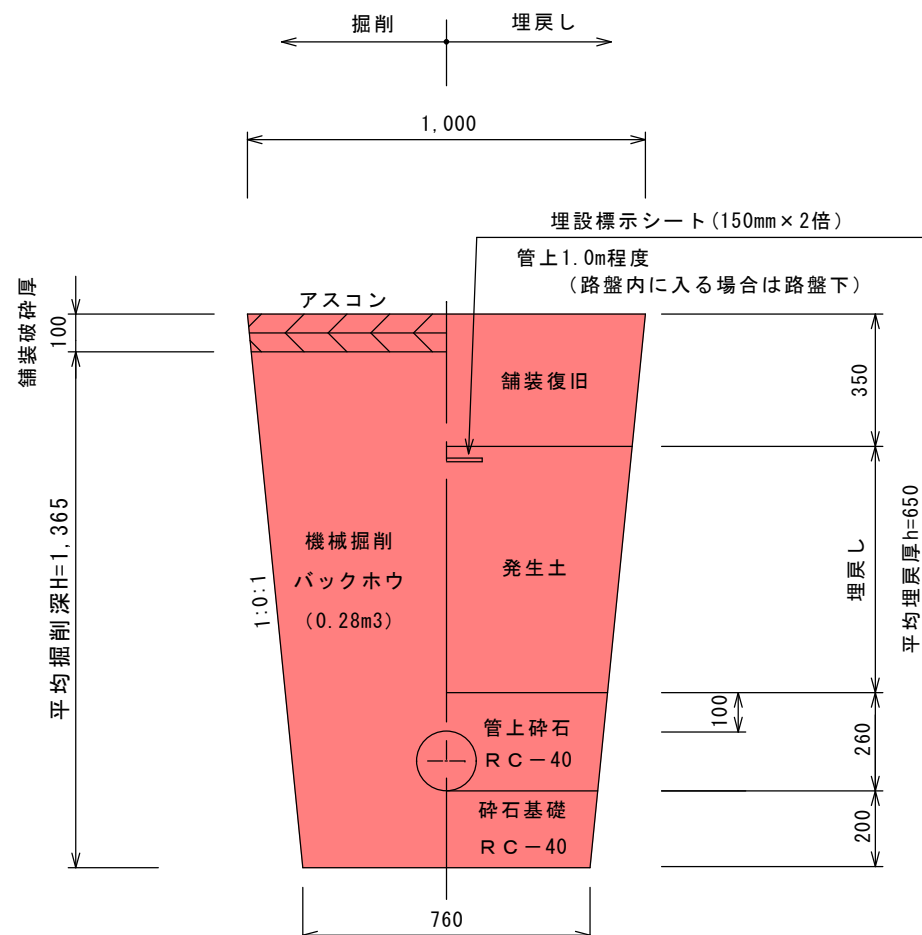 掘削
埋戻し
1,000
埋設標示シート(150mm×2倍)
管上1.0m程度
(路盤内に入る場合は路盤下)
アスコン
舗装破砕厚
100
舗装復旧
350
平均掘削深H=1,365
1:0:1
機械掘削
バックホウ
(0.28m3)
発生土
埋戻し
平均埋戻厚h=650
管上砕石
RC-40
100
260
砕石基礎
RC-40
200
760